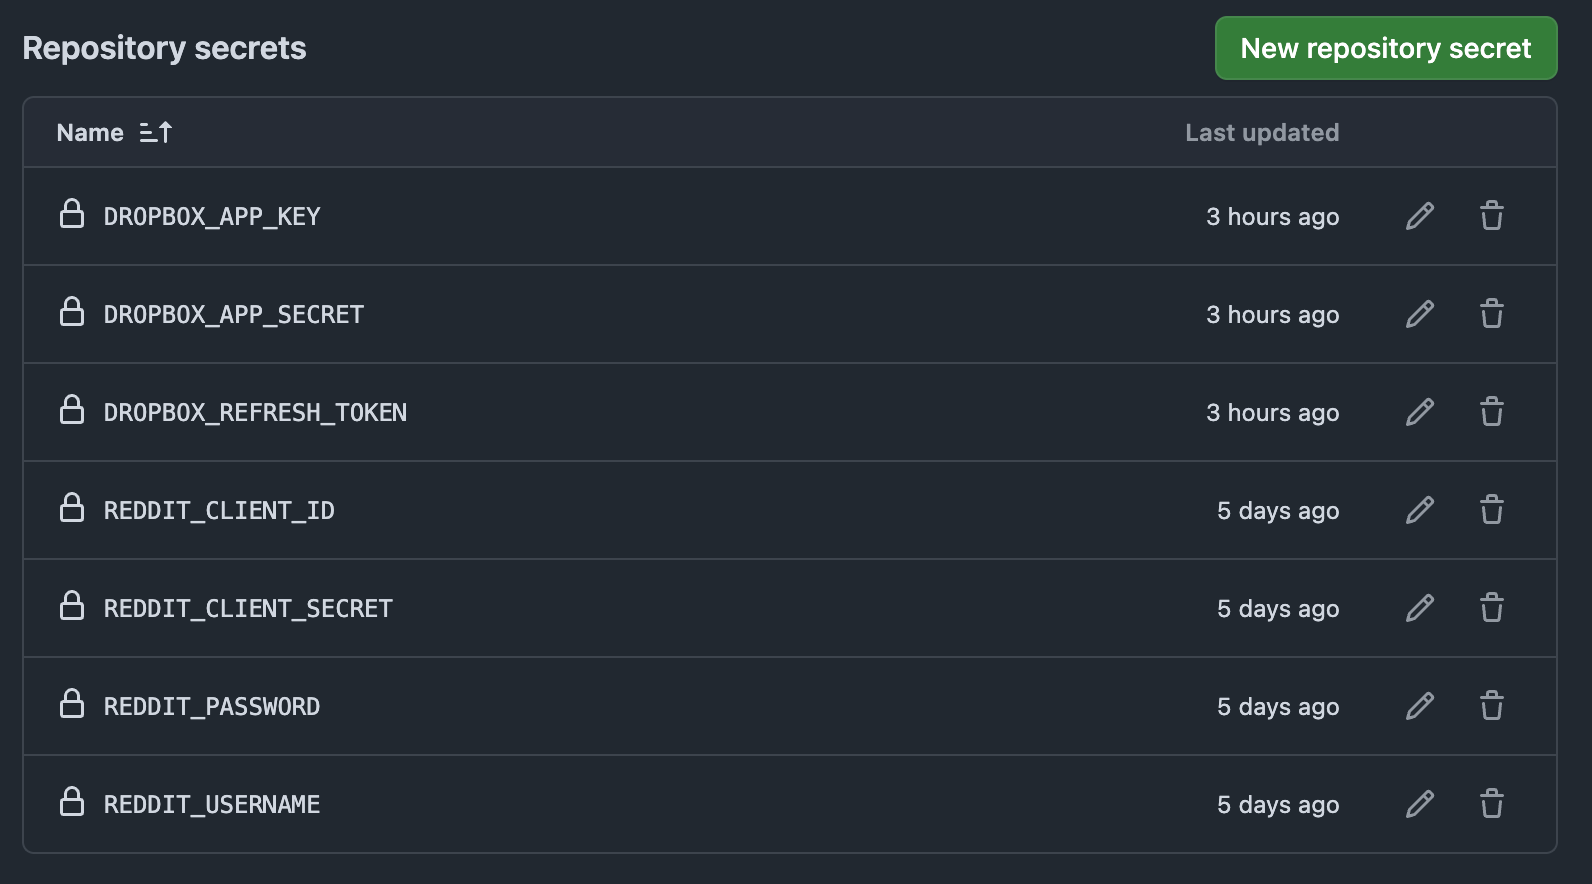 Repository secrets
New repository secret
Name
Last updated
DROPBOX_APP_KEY
3 hours ago
DROPBOX_APP_SECRET
3 hours ago
DROPBOX_REFRESH_TOKEN
3 hours ago
REDDIT_CLIENT_ID
5 days ago
REDDIT_CLIENT_SECRET
5 days ago
REDDIT_PASSWORD
5 days ago
REDDIT_USERNAME
5 days ago